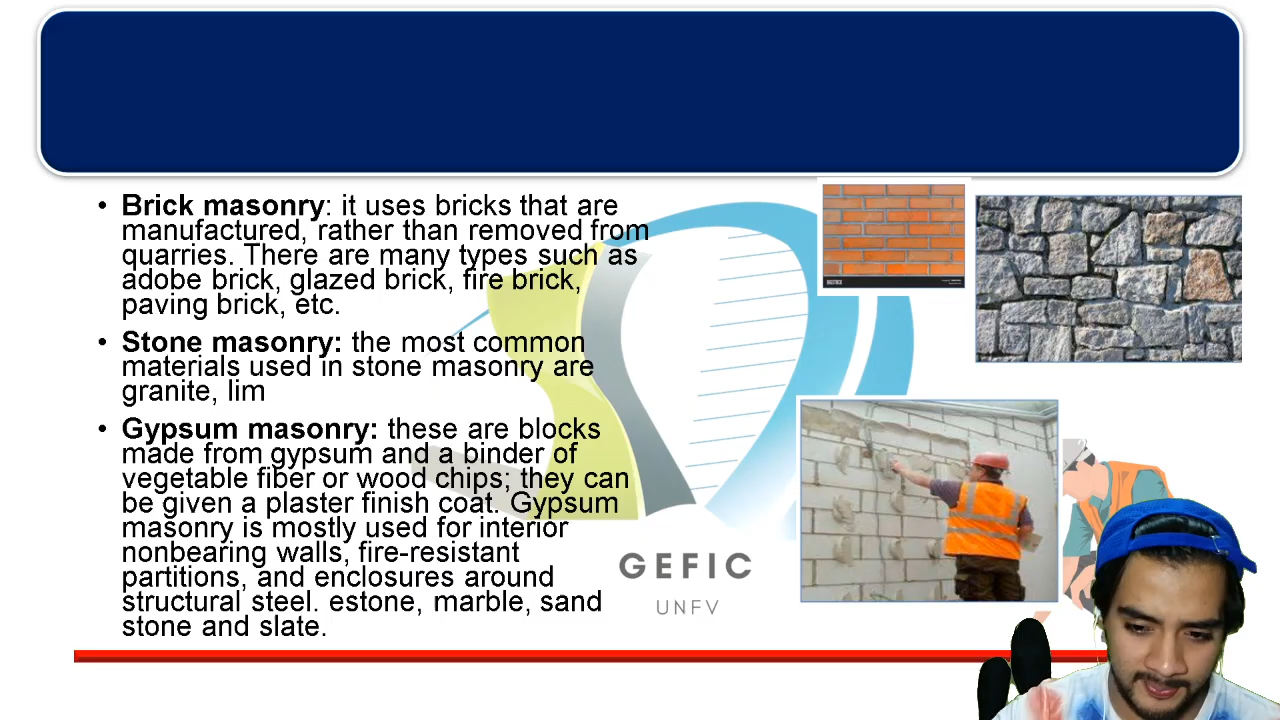 • Brick masonry: it uses bricks that are
manufactured, rather than removed from
quarries. There are many types such as
adobe brick, glazed brick, fire brick,
paving brick, etc.
• Stone masonry: the most common
materials used in stone masonry are
granite, lim
• Gypsum masonry: these are blocks
made from gypsum and a binder of
vegetable fiber or wood chips; they can
be given a plaster finish coat. Gypsum
masonry is mostly used for interior
nonbearing walls, fire-resistant
partitions, and enclosures around
structural steel. estone, marble, sand
stone and slate.
GEFIC
UNFV